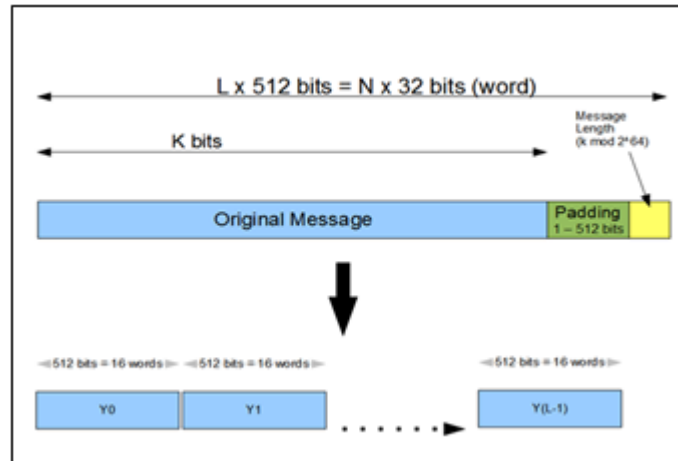 L x 512 bits = N x 32 bits (word)
Message
Length
(k mod 2^64)
K bits
Original Message
Padding
1 – 512 bits
512 bits = 16 words
512 bits = 16 words
512 bits = 16 words
Y0
Y1
Y(L-1)